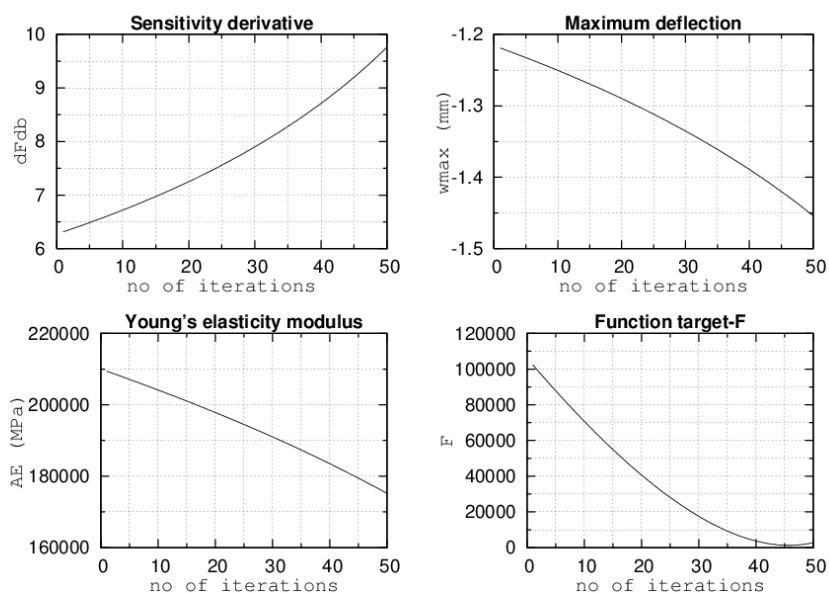 Sensitivity derivative
10
9
8
7
6
dFdb
0 10 20 30 40 50
no of iterations
Maximum deflection
-1.2
-1.3
-1.4
-1.5
wmax (mm)
0 10 20 30 40 50
no of iterations
Young's elasticity modulus
220000
200000
180000
160000
AE (MPa)
0 10 20 30 40 50
no of iterations
Function target-F
120000
100000
80000
60000
40000
20000
0
F
0 10 20 30 40 50
no of iterations